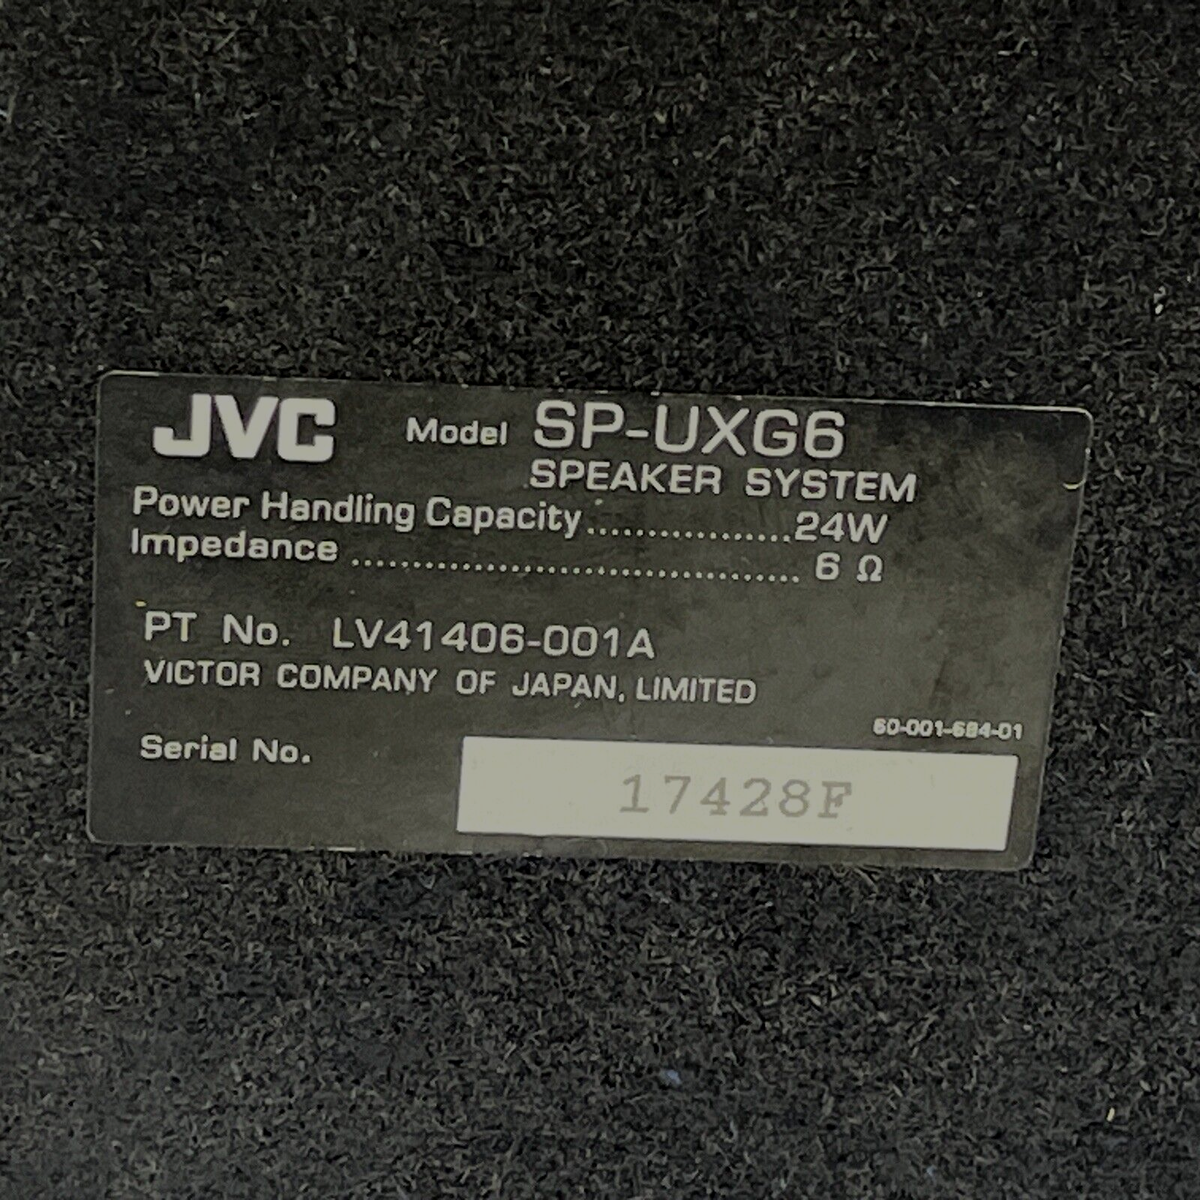 JVC Model SP-UXG6
SPEAKER SYSTEM
Power Handling Capacity.................24W
Impedance ..................................... 6 Ω
PT No. LV41406-001A
VICTOR COMPANY OF JAPAN, LIMITED
60-001-684-01
Serial No. 17428F